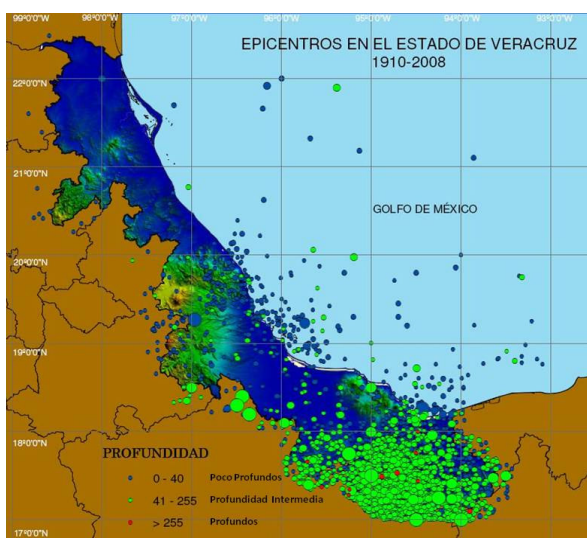 99°0'0"O 98°0'0"O 97°0'0"O 96°0'0"O 95°0'0"O 94°0'0"O 93°0'0"O
EPICENTROS EN EL ESTADO DE VERACRUZ
1910-2008
22°0'0"N
21°0'0"N
GOLFO DE MÉXICO
20°0'0"N
19°0'0"N
18°0'0"N
PROFUNDIDAD
0 - 40 Poco Profundos
41 - 255 Profundidad Intermedia
> 255 Profundos
17°0'0"N